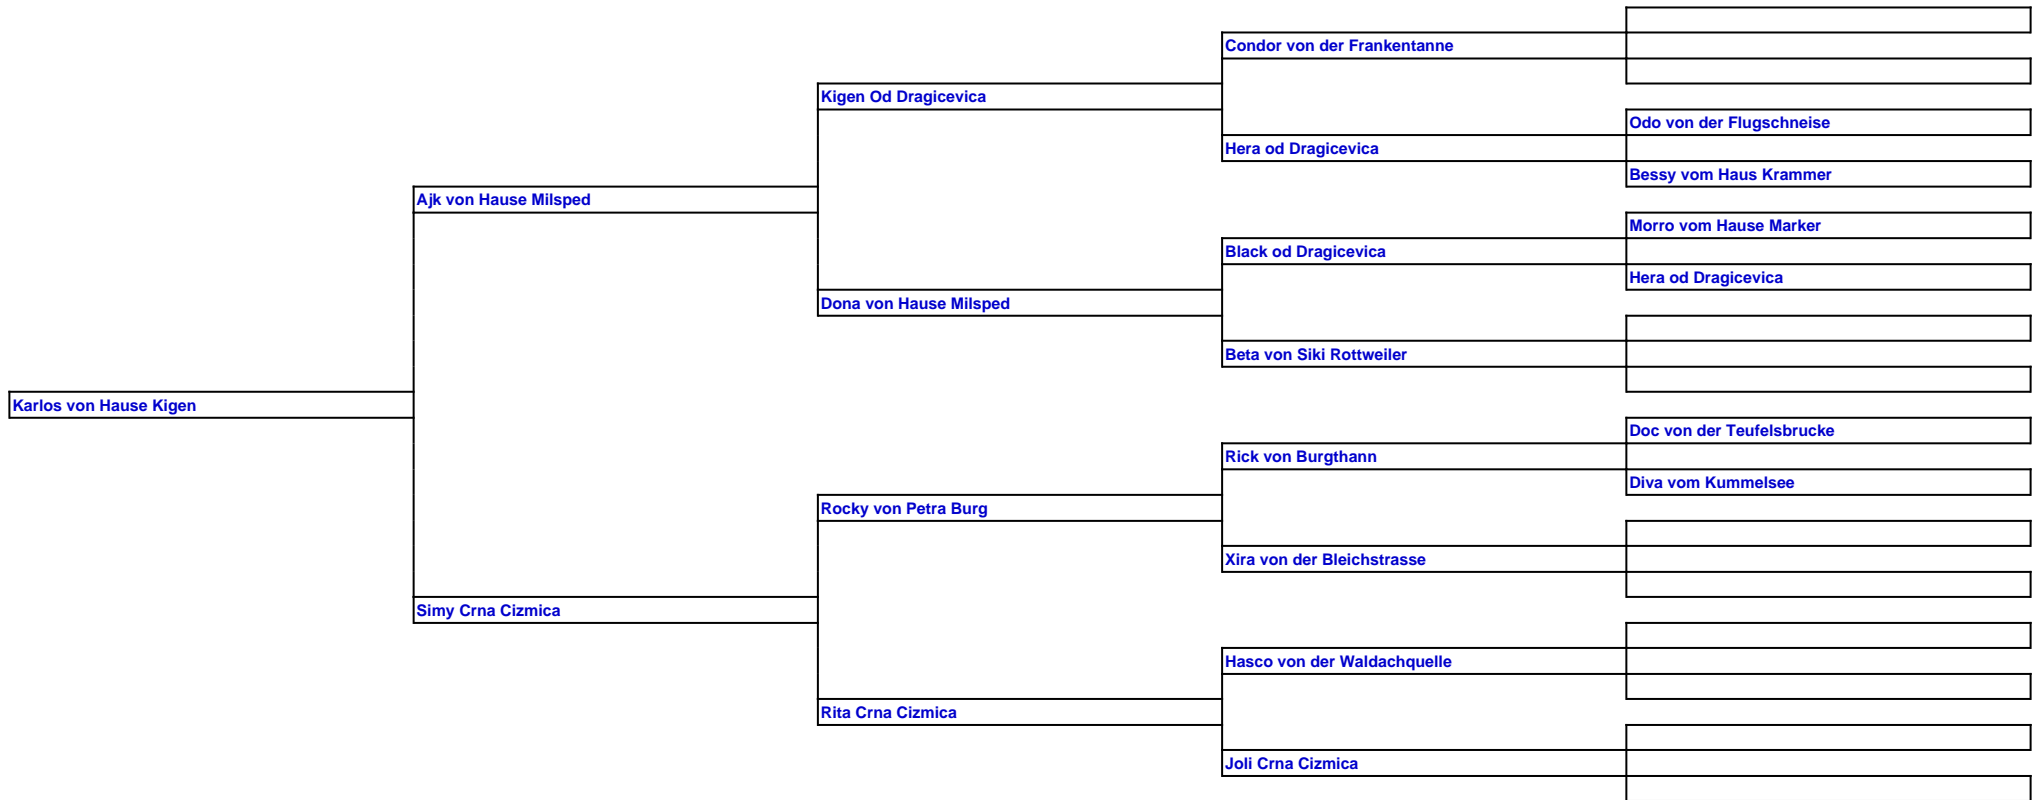 Condor von der Frankentanne
Kigen Od Dragicevica
Odo von der Flugschneise
Hera od Dragicevica
Bessy vom Haus Krammer
Ajk von Hause Milsped
Morro vom Hause Marker
Black od Dragicevica
Hera od Dragicevica
Dona von Hause Milsped
Beta von Siki Rottweiler
Karlos von Hause Kigen
Doc von der Teufelsbrucke
Rick von Burgthann
Diva vom Kummelsee
Rocky von Petra Burg
Xira von der Bleichstrasse
Simy Crna Cizmica
Hasco von der Waldachquelle
Rita Crna Cizmica
Joli Crna Cizmica